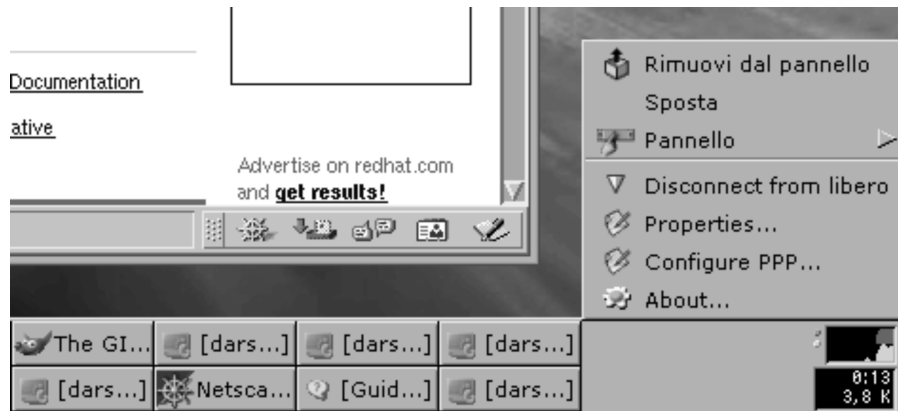 Documentation
ative
Advertise on redhat.com
and get results!
Rimuovi dal pannello
Sposta
Pannello
Disconnect from libero
Properties...
Configure PPP...
About...
The GI... [dars...] [dars...] [dars...]
[dars...] Netsca... [Guid...] [dars...]
0:13
3,8 K